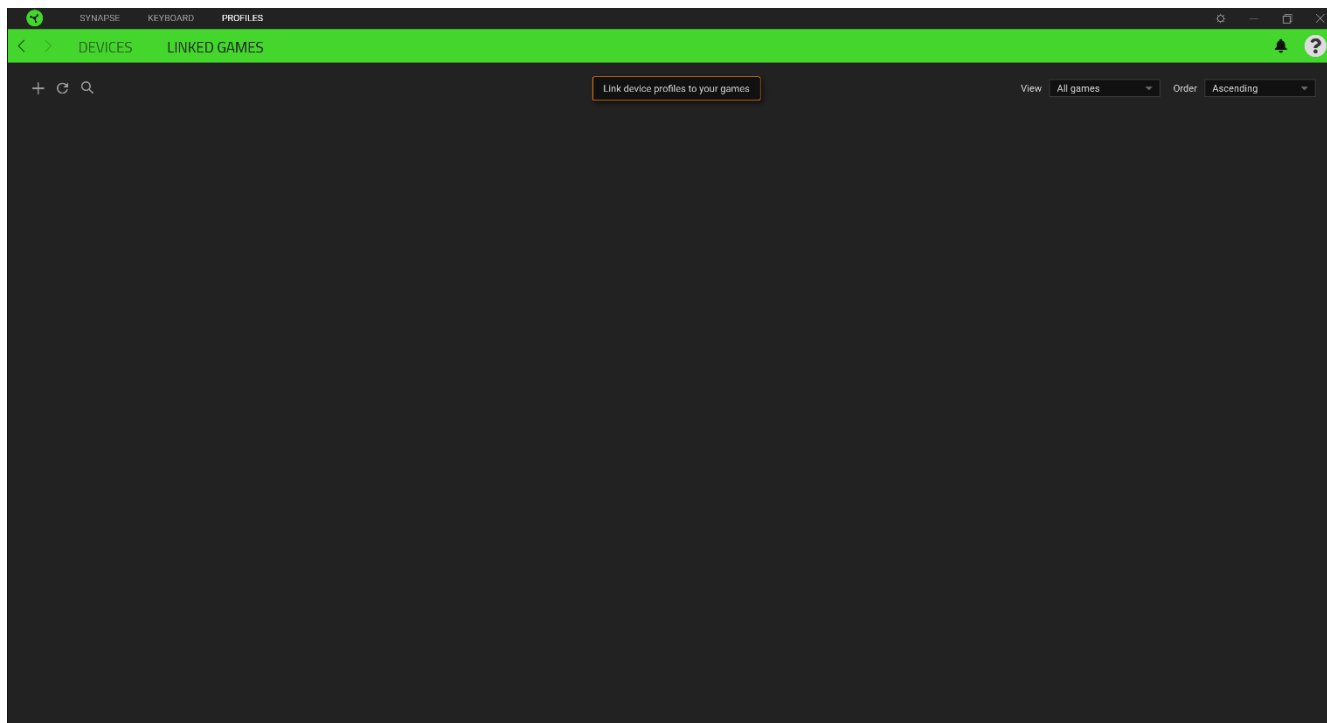 SYNAPSE KEYBOARD PROFILES
DEVICES LINKED GAMES ?
Link device profiles to your games View All games Order Ascending